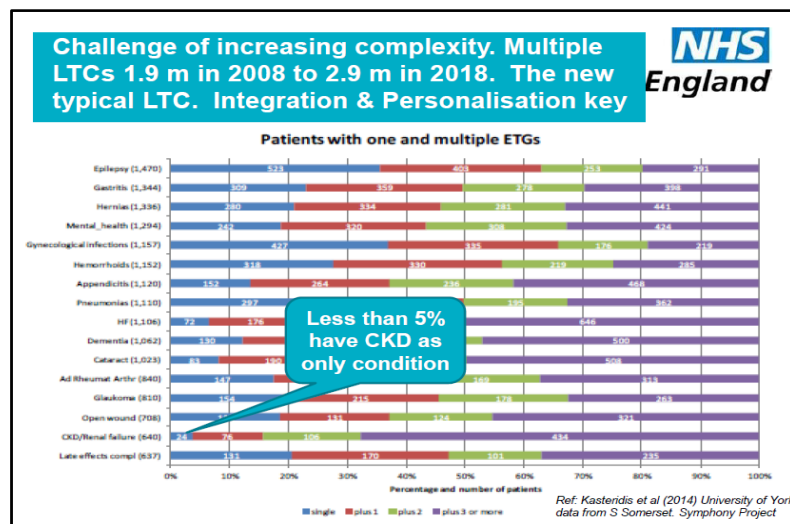 Challenge of increasing complexity. Multiple
LTCs 1.9 m in 2008 to 2.9 m in 2018. The new
typical LTC. Integration & Personalisation key
NHS
England
Patients with one and multiple ETGs
Epilepsy (1,470) 523 403 253 291
Gastritis (1,344) 309 359 278 398
Hernias (1,336) 280 334 281 441
Mental_health (1,294) 242 320 308 424
Gynecological infections (1,157) 427 335 176 219
Hemorrhoids (1,152) 318 330 219 285
Appendicitis (1,120) 152 264 236 468
Pneumonias (1,110) 297 195 362
HF (1,106) 72 176 646
Dementia (1,062) 130 500
Cataract (1,023) 83 190 508
Ad Rheumat Arthr (840) 147 169 313
Glaucoma (810) 154 215 178 263
Open wound (708) 131 124 321
CKD/Renal failure (640) 24 76 106 434
Late effects compl (637) 131 170 101 235
Less than 5%
have CKD as
only condition
0% 10% 20% 30% 40% 50% 60% 70% 80% 90% 100%
Percentage and number of patients
single plus 1 plus 2 plus 3 or more
Ref: Kasteridis et al (2014) University of York
data from S Somerset. Symphony Project